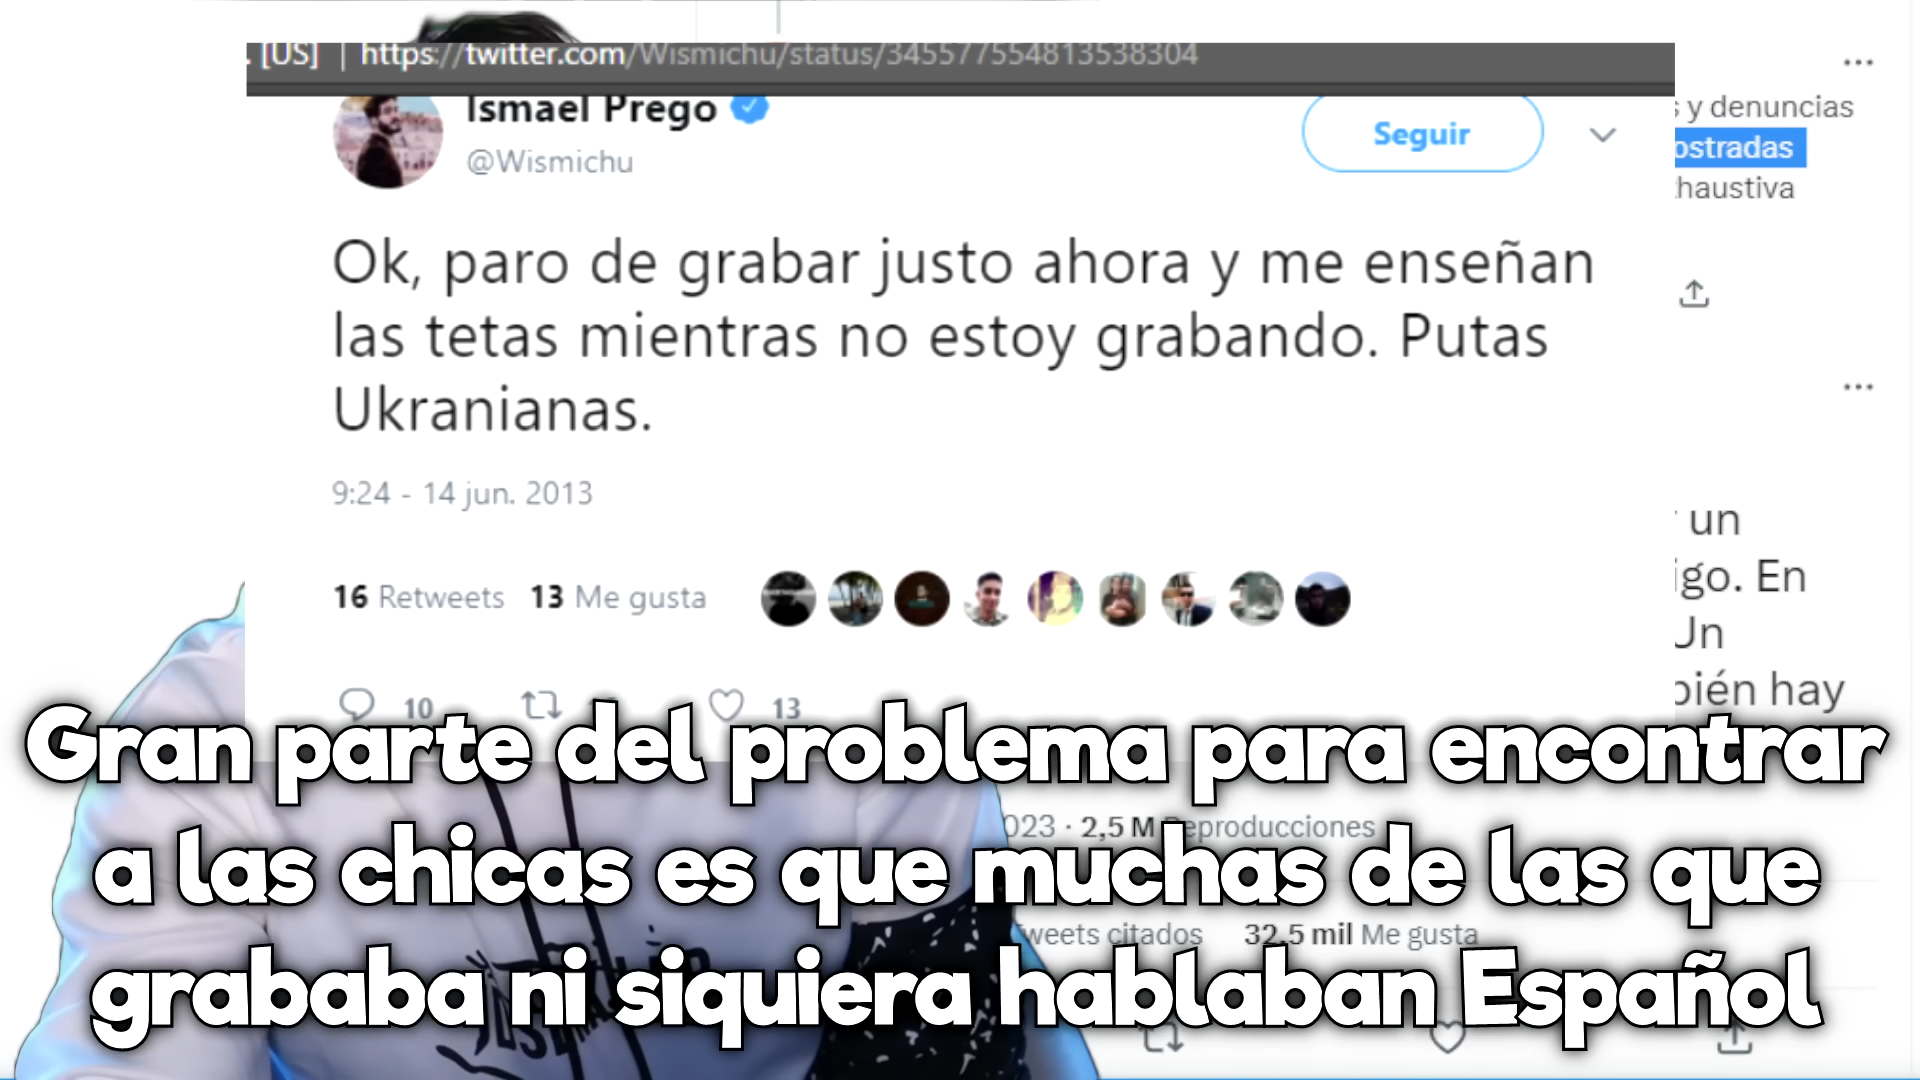 . [US] | https://twitter.com/Wismichu/status/345577554813538304
Ismael Prego
@Wismichu
Seguir
y denuncias
ostradas
haustiva
Ok, paro de grabar justo ahora y me enseñan
las tetas mientras no estoy grabando. Putas
Ukranianas.
9:24 - 14 jun. 2013
un
igo. En
Un
bién hay
16 Retweets 13 Me gusta
10 13
Gran parte del problema para encontrar
a las chicas es que muchas de las que
grababa ni siquiera hablaban Español
023 · 2,5 M Reproducciones
weets citados 32,5 mil Me gusta